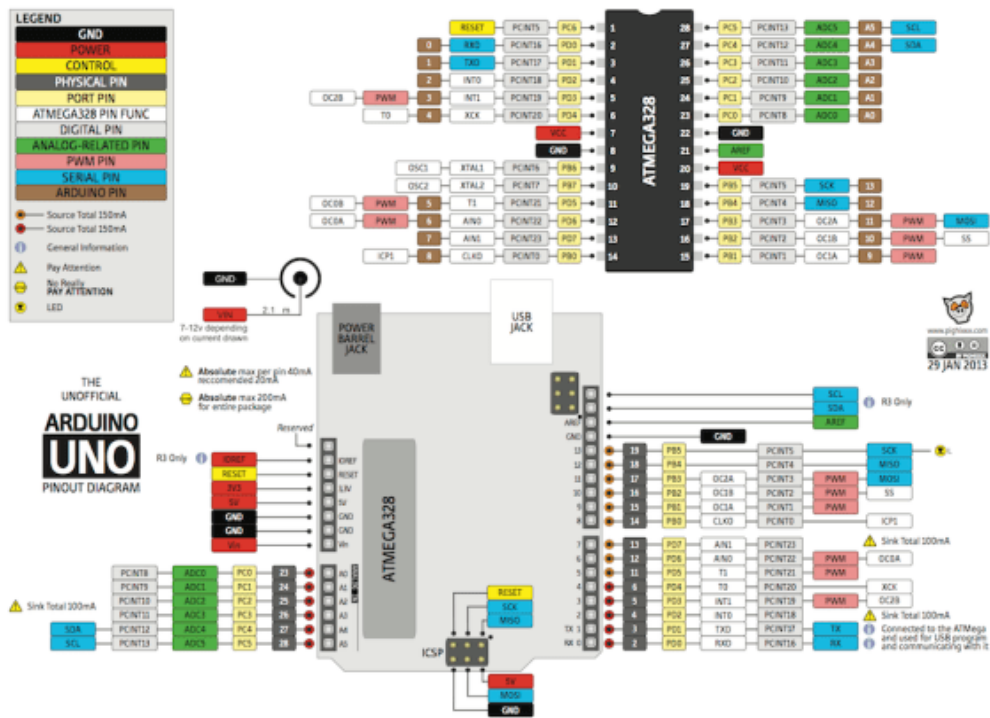 LEGEND
GND
POWER
CONTROL
PHYSICAL PIN
PORT PIN
ATMEGA328 PIN FUNC
DIGITAL PIN
ANALOG-RELATED PIN
PWM PIN
SERIAL PIN
ARDUINO PIN
Source Total 150mA
Source Total 150mA
General Information
Pay Attention
No Really
PAY ATTENTION
LED
RESET PCINT5 PC6 1 28 PC5 PCINT13 ADC5 A5 SCL
0 RXD PCINT16 PD0 2 27 PC4 PCINT12 ADC4 A4 SDA
1 TXD PCINT17 PD1 3 26 PC3 PCINT11 ADC3 A3
2 INT0 PCINT18 PD2 4 25 PC2 PCINT10 ADC2 A2
OC2B PWM 3 INT1 PCINT19 PD3 5 24 PC1 PCINT9 ADC1 A1
T0 4 XCK PCINT20 PD4 6 23 PC0 PCINT8 ADC0 A0
VCC 7 22 GND
GND 8 21 AREF
OSC1 XTAL1 PCINT6 PB6 9 20 VCC
OSC2 XTAL2 PCINT7 PB7 10 19 PB5 PCINT5 SCK 13
OC0B PWM 5 T1 PCINT21 PD5 11 18 PB4 PCINT4 MISO 12
OC0A PWM 6 AIN0 PCINT22 PD6 12 17 PB3 PCINT3 OC2A 11 PWM MOSI
7 AIN1 PCINT23 PD7 13 16 PB2 PCINT2 OC1B 10 PWM SS
ICP1 8 CLKO PCINT0 PB0 14 15 PB1 PCINT1 OC1A 9 PWM
ATMEGA328
GND
VIN
2.1 m
7-12v depending
on current drawn
POWER
BARREL
JACK
USB
JACK
www.pighixxx.com
29 JAN 2013
Absolute max per pin 40mA
reccomended 20mA
Absolute max 200mA
for entire package
THE
UNOFFICIAL
ARDUINO
UNO
PINOUT DIAGRAM
Reserved
R3 Only IOREF IOREF
RESET RESET
3V3 3,3V
5V 5V
GND GND
GND GND
Vin Vin
ATMEGA328
PCINT8 ADC0 PC0 23 A0
PCINT9 ADC1 PC1 24 A1
PCINT10 ADC2 PC2 25 A2
Sink Total 100mA
PCINT11 ADC3 PC3 26 A3
SDA PCINT12 ADC4 PC4 27 A4
SCL PCINT13 ADC5 PC5 28 A5
SCL
SDA R3 Only
AREF AREF
GND GND
13 19 PB5 PCINT5 SCK L
12 18 PB4 PCINT4 MISO
11 17 PB3 OC2A PCINT3 PWM MOSI
10 16 PB2 OC1B PCINT2 PWM SS
9 15 PB1 OC1A PCINT1 PWM
8 14 PB0 CLKO PCINT0 ICP1
Sink Total 100mA
7 13 PD7 AIN1 PCINT23
6 12 PD6 AIN0 PCINT22 PWM OC0A
5 11 PD5 T1 PCINT21 PWM
4 6 PD4 T0 PCINT20 XCK
3 5 PD3 INT1 PCINT19 PWM OC2B
2 4 PD2 INT0 PCINT18
Sink Total 100mA
TX 1 3 PD1 TXD PCINT17 TX
RX 0 2 PD0 RXD PCINT16 RX
Connected to the ATMega
and used for USB program
and communicating with it
RESET
SCK
MISO
ICSP
5V
MOSI
GND